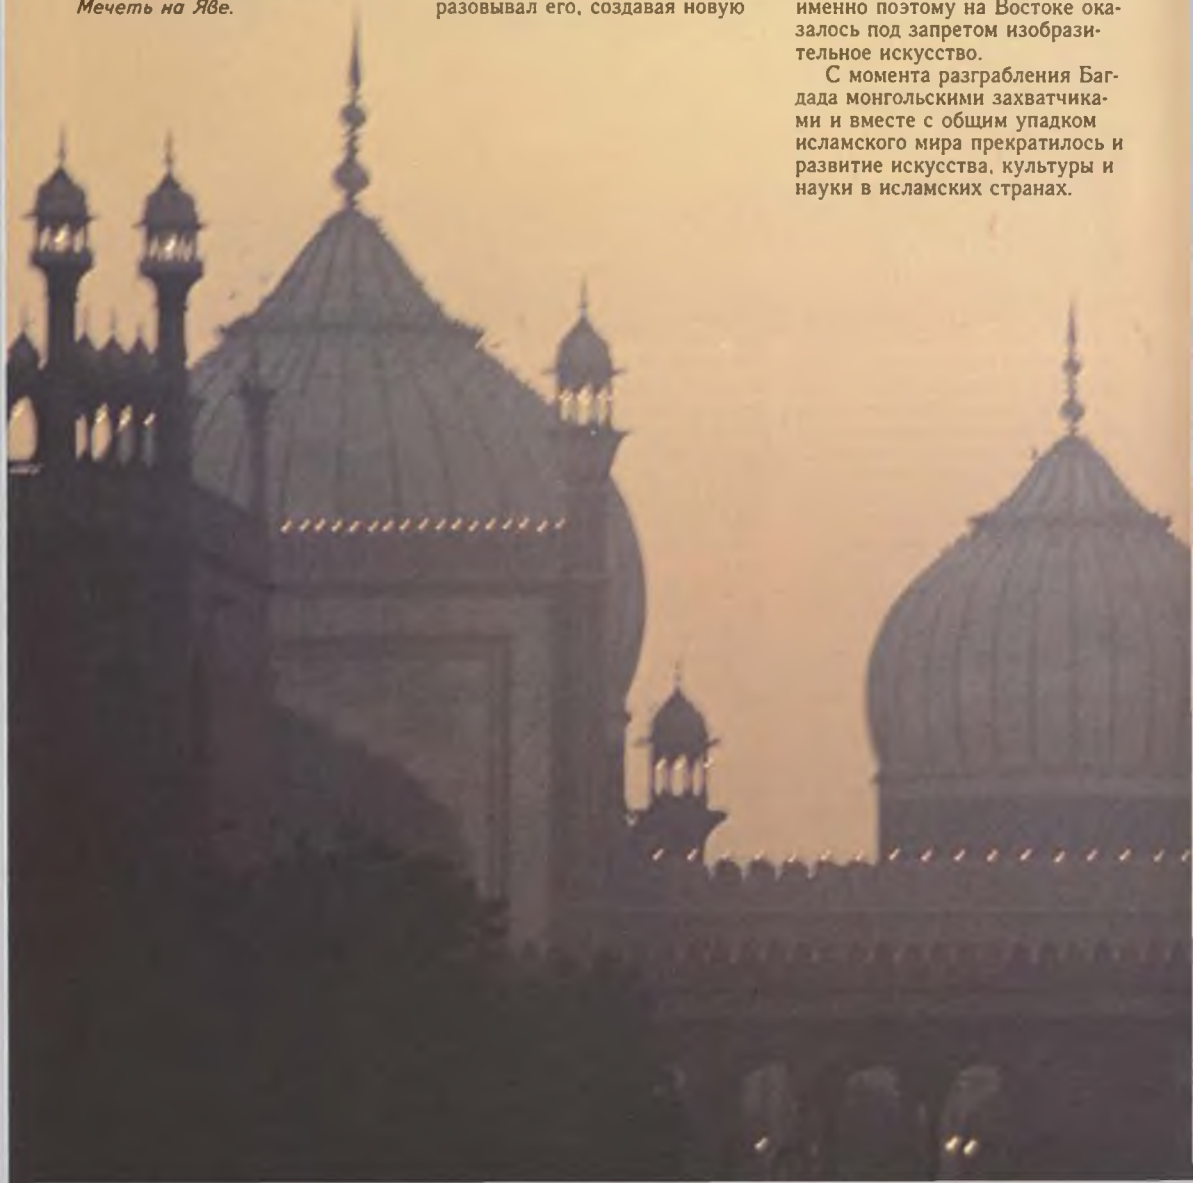 Мечеть на Яве.
разовывал его, создавая новую
именно поэтому на Востоке ока-
залось под запретом изобрази-
тельное искусство.
С момента разграбления Баг-
дада монгольскими захватчика-
ми и вместе с общим упадком
исламского мира прекратилось и
развитие искусства, культуры и
науки в исламских странах.